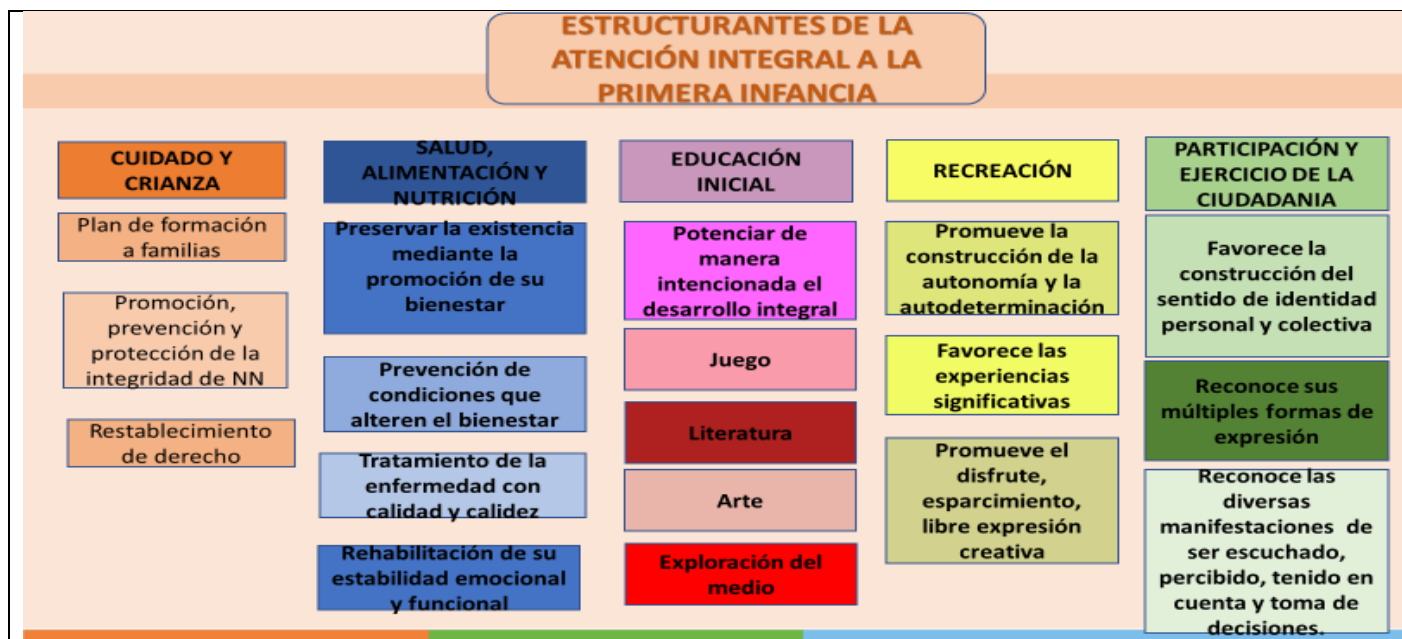 ESTRUCTURANTES DE LA
ATENCIÓN INTEGRAL A LA
PRIMERA INFANCIA
CUIDADO Y
CRIANZA
Plan de formación
a familias
Promoción,
prevención y
protección de la
integridad de NN
Restablecimiento
de derecho
SALUD,
ALIMENTACIÓN Y
NUTRICIÓN
Preservar la existencia
mediante la
promoción de su
bienestar
Prevención de
condiciones que
alteren el bienestar
Tratamiento de la
enfermedad con
calidad y calidez
Rehabilitación de su
estabilidad emocional
y funcional
EDUCACIÓN
INICIAL
Potenciar de
manera
intencionada el
desarrollo integral
Juego
Literatura
Arte
Exploración del
medio
RECREACIÓN
Promueve la
construcción de la
autonomía y la
autodeterminación
Favorece las
experiencias
significativas
Promueve el
disfrute,
esparcimiento,
libre expresión
creativa
PARTICIPACIÓN Y
EJERCICIO DE LA
CIUDADANIA
Favorece la
construcción del
sentido de identidad
personal y colectiva
Reconoce sus
múltiples formas de
expresión
Reconoce las
diversas
manifestaciones de
ser escuchado,
percibido, tenido en
cuenta y toma de
decisiones.